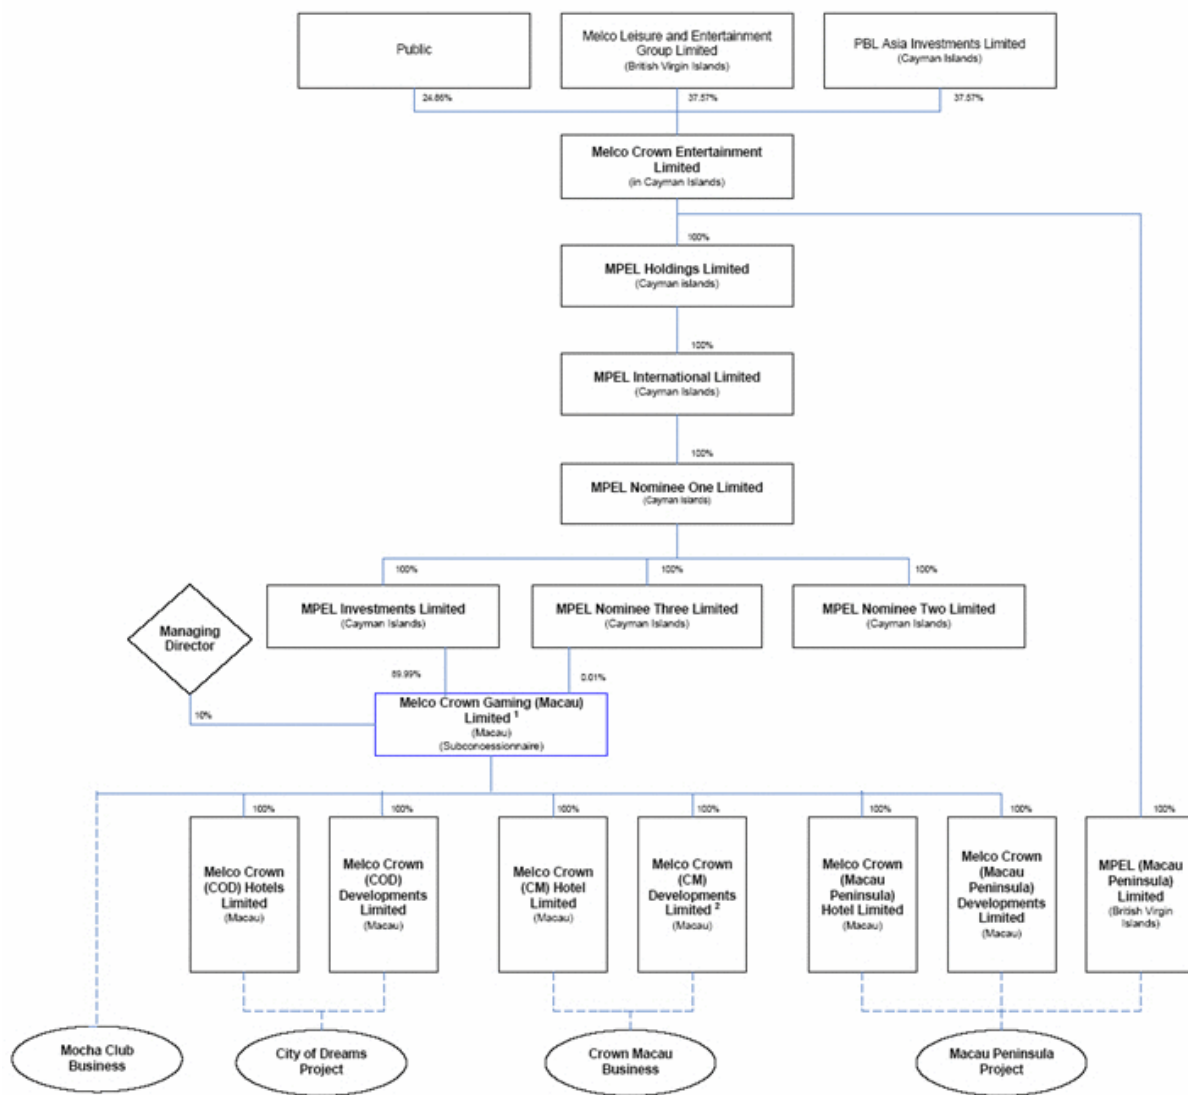 Public
Melco Leisure and Entertainment
Group Limited
(British Virgin Islands)
PBL Asia Investments Limited
(Cayman Islands)
24.86%
37.57%
37.57%
Melco Crown Entertainment
Limited
(in Cayman Islands)
100%
MPEL Holdings Limited
(Cayman islands)
100%
MPEL International Limited
(Cayman Islands)
100%
MPEL Nominee One Limited
(Cayman Islands)
100%
100%
100%
MPEL Investments Limited
(Cayman Islands)
MPEL Nominee Three Limited
(Cayman Islands)
MPEL Nominee Two Limited
(Cayman Islands)
Managing
Director
89.99%
0.01%
10%
Melco Crown Gaming (Macau)
Limited 1
(Macau)
(Subconcessionnaire)
100%
100%
100%
100%
100%
100%
100%
Melco Crown
(COD) Hotels
Limited
(Macau)
Melco Crown
(COD)
Developments
Limited
(Macau)
Melco Crown
(CM) Hotel
Limited
(Macau)
Melco Crown
(CM)
Developments
Limited 2
(Macau)
Melco Crown
(Macau
Peninsula)
Hotel Limited
(Macau)
Melco Crown
(Macau
Peninsula)
Developments
Limited
(Macau)
MPEL (Macau
Peninsula)
Limited
(British Virgin
Islands)
Mocha Club
Business
City of Dreams
Project
Crown Macau
Business
Macau Peninsula
Project